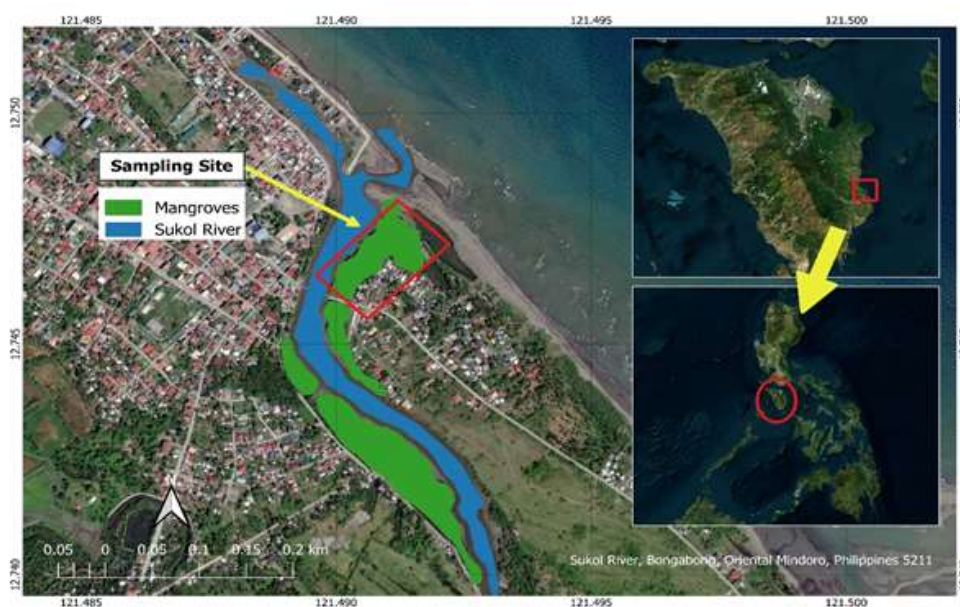 121.485 121.490 121.495 121.500
12.750
Sampling Site
Mangroves
Sukol River
12.745
12.740
0.05 0 0.05 0.1 0.15 0.2 km
Sukol River, Bongabong, Oriental Mindoro, Philippines 5211
121.485 121.490 121.495 121.500